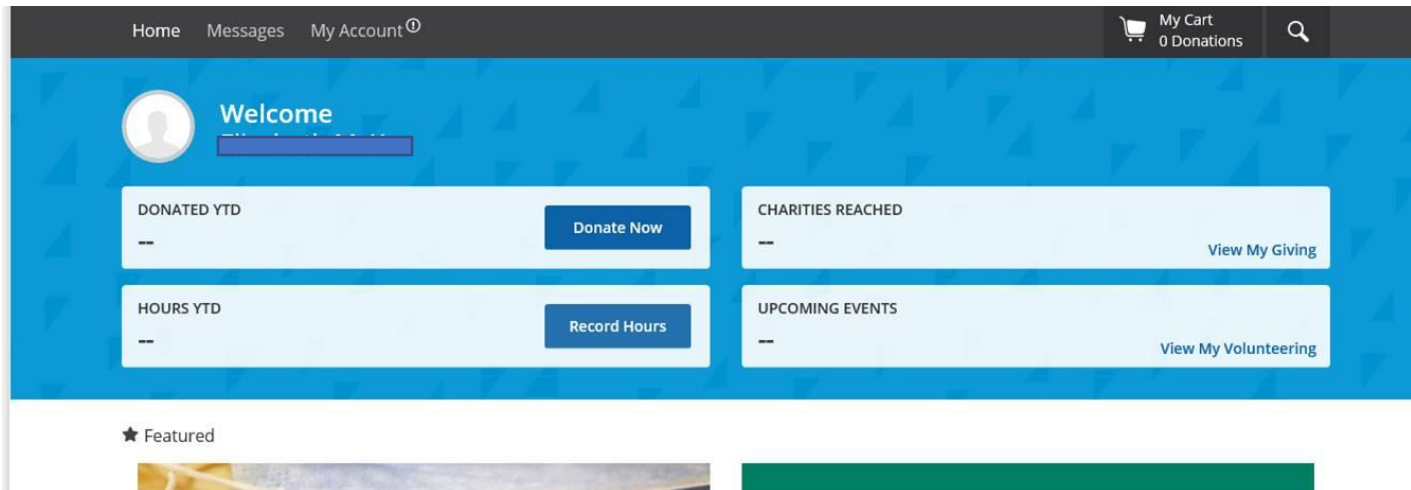 Home Messages My Account
My Cart
0 Donations
Welcome
DONATED YTD
--
Donate Now
CHARITIES REACHED
--
View My Giving
HOURS YTD
--
Record Hours
UPCOMING EVENTS
--
View My Volunteering
Featured